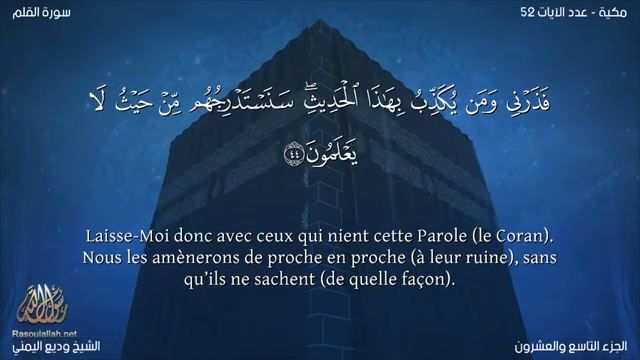 مكية - عدد الآيات 52
سورة القلم
فَذَرْنِى وَمَن يُكَذِّبُ بِهَٰذَا ٱلْحَدِيثِ ۖ سَنَسْتَدْرِجُهُم مِّنْ حَيْثُ لَا
يَعْلَمُونَ ٤٤
Laisse-Moi donc avec ceux qui nient cette Parole (le Coran).
Nous les amènerons de proche en proche (à leur ruine), sans
qu’ils ne sachent (de quelle façon).
رسول الله
Rasoulallah.net
الجزء التاسع والعشرون
الشيخ وديع اليمني